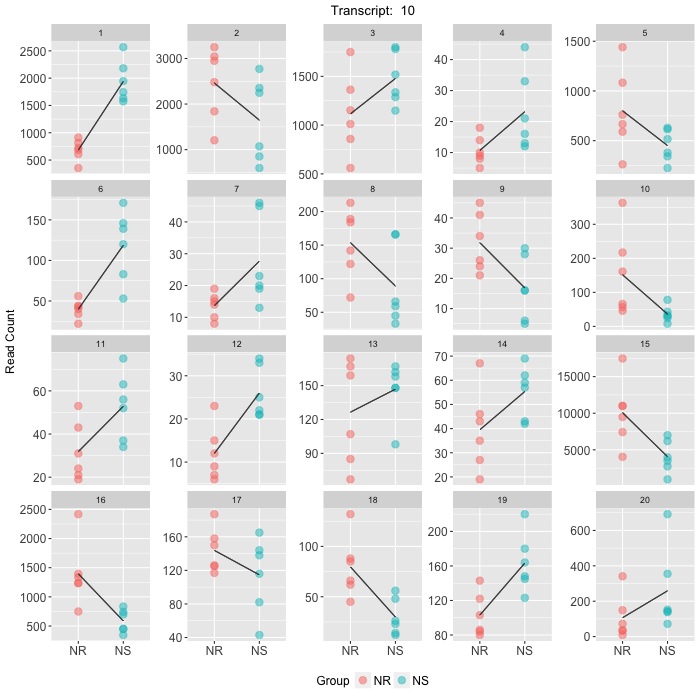 Transcript: 10
1 2 3 4 5
2500 3000 1500 40 1500
2000 2000 1000 30 1000
1500 1000 500 20 500
1000 10
500
6 7 8 9 10
150 40 200 40 300
100 30 150 30 200
50 20 100 20 100
10 50 10 0
Read Count
11 12 13 14 15
60 30 150 70 15000
40 20 120 60 10000
20 10 90 50 5000
40
30
20
16 17 18 19 20
2500 160 100 220 600
2000 120 50 200 400
1500 80 180 200
1000 40 160 0
500 140
120
100
80
NR NS NR NS NR NS NR NS NR NS
Group NR NS